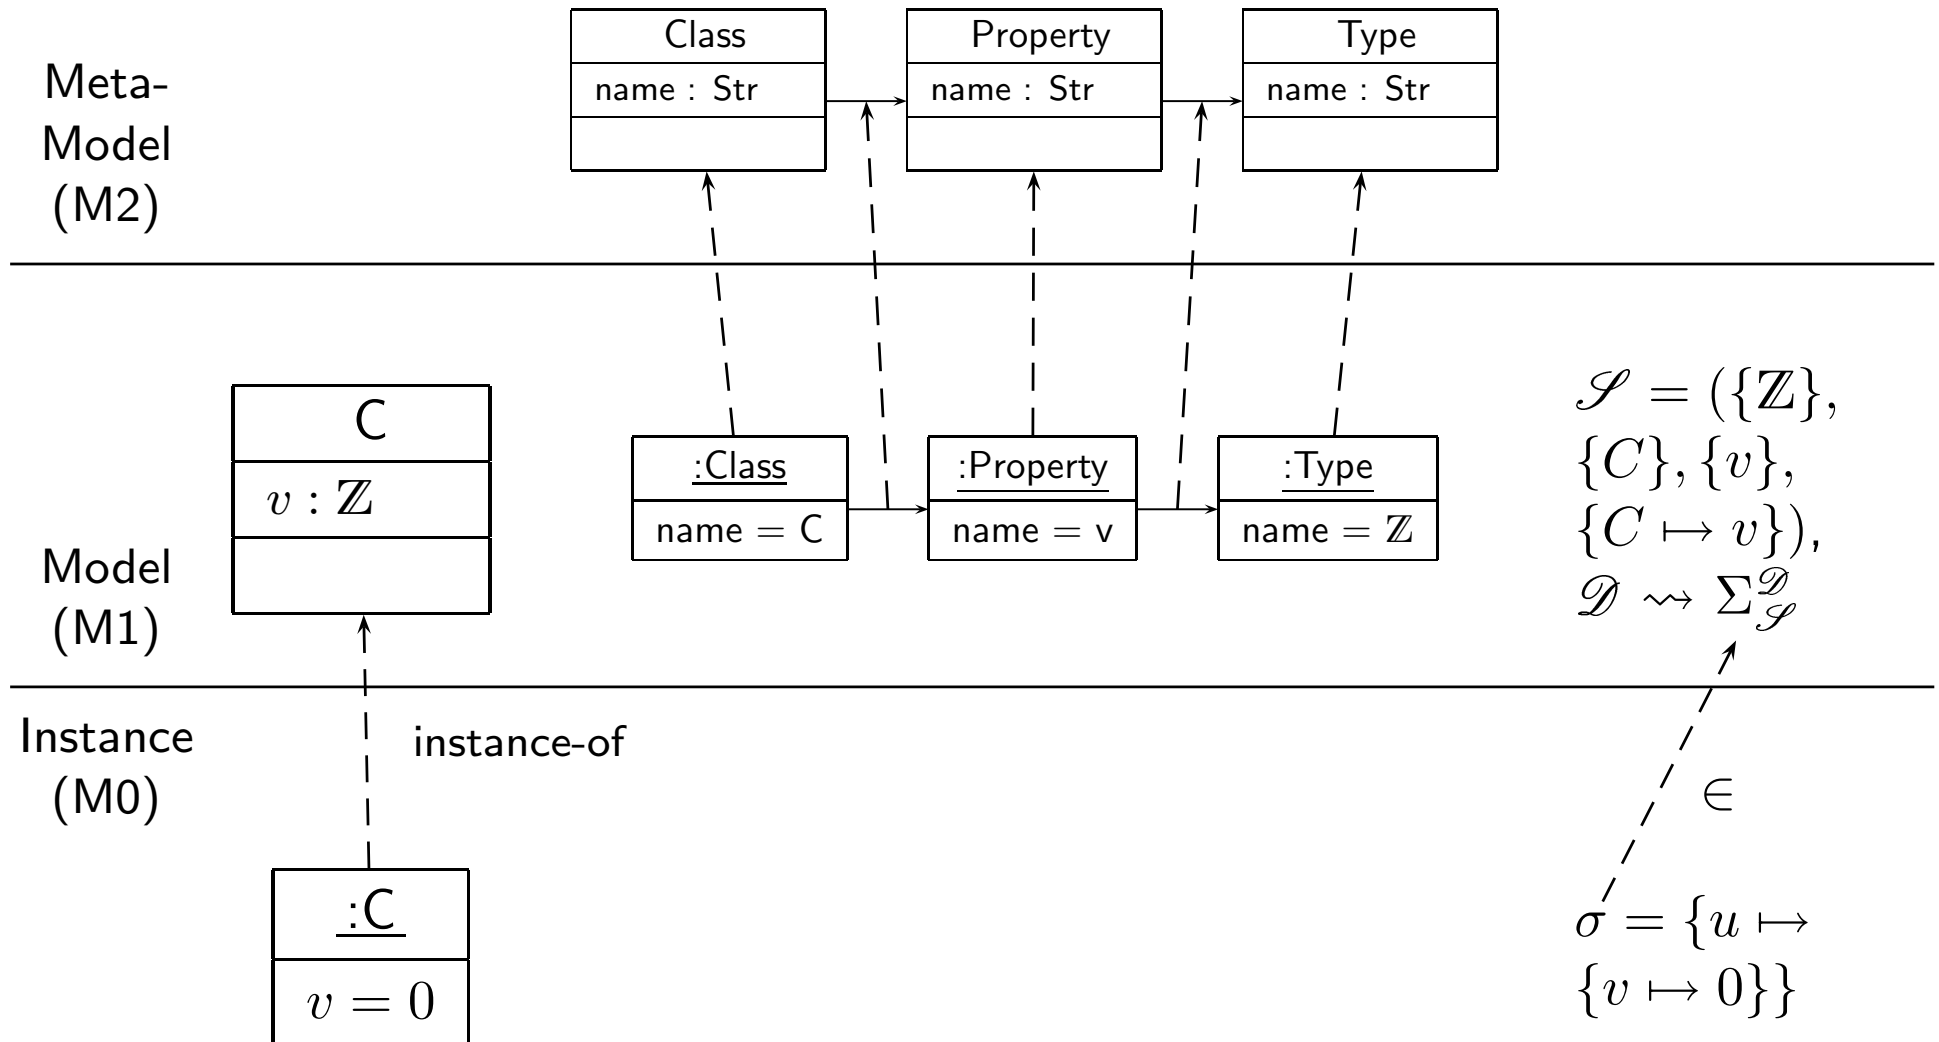 Meta-
Model
(M2)
Class
name : Str
Property
name : Str
Type
name : Str
Model
(M1)
C
v : ℤ
:Class
name = C
:Property
name = v
:Type
name = ℤ
𝒮 = ({ℤ},
{C}, {v},
{C ↦ v}),
𝒟 ⇝ Σ^𝒟_𝒮
Instance
(M0)
instance-of
:C
v = 0
∈
σ = {u ↦
{v ↦ 0}}